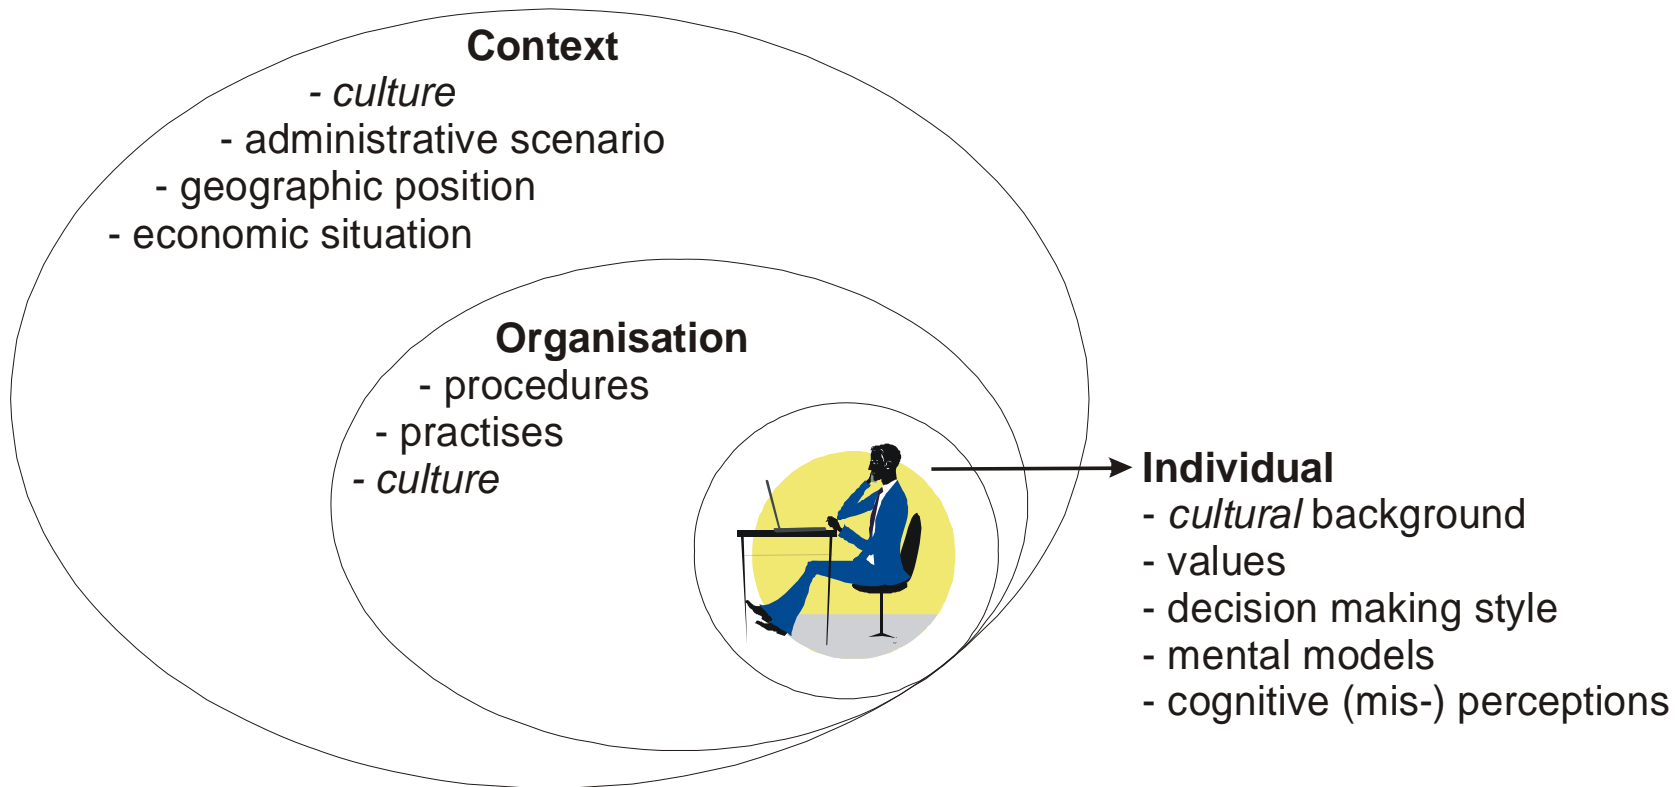 Context
- culture
- administrative scenario
- geographic position
- economic situation
Organisation
- procedures
- practises
- culture
Individual
- cultural background
- values
- decision making style
- mental models
- cognitive (mis-) perceptions